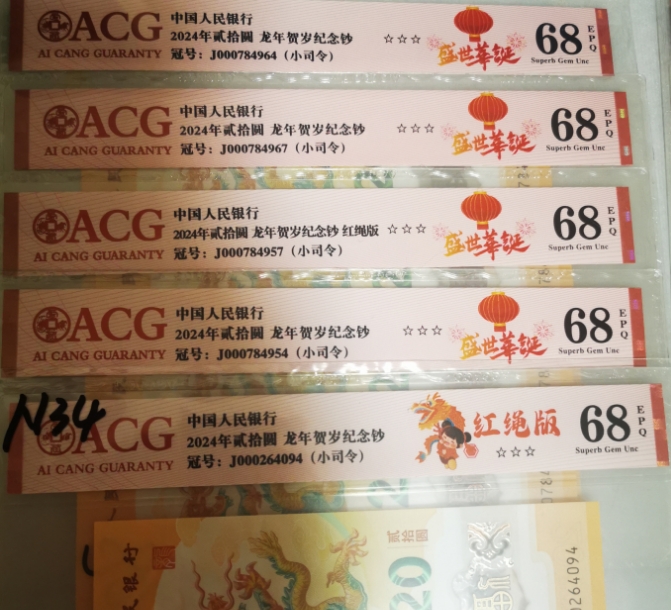 ACG
AI CANG GUARANTY
中国人民银行
2024年贰拾圆 龙年贺岁纪念钞
冠号：J000784964（小司令）
☆☆☆
盛世華诞
68
EPQ
Superb Gem Unc
ACG
AI CANG GUARANTY
中国人民银行
2024年贰拾圆 龙年贺岁纪念钞
冠号：J000784967（小司令）
☆☆☆
盛世華诞
68
EPQ
Superb Gem Unc
ACG
AI CANG GUARANTY
中国人民银行
2024年贰拾圆 龙年贺岁纪念钞 红绳版
冠号：J000784957（小司令）
☆☆☆
盛世華诞
68
EPQ
Superb Gem Unc
ACG
AI CANG GUARANTY
中国人民银行
2024年贰拾圆 龙年贺岁纪念钞
冠号：J000784954（小司令）
☆☆☆
盛世華诞
68
EPQ
Superb Gem Unc
N34
ACG
AI CANG GUARANTY
中国人民银行
2024年贰拾圆 龙年贺岁纪念钞
冠号：J000264094（小司令）
红绳版
☆☆☆
68
EPQ
Superb Gem Unc
银行
贰拾圆
20
264094